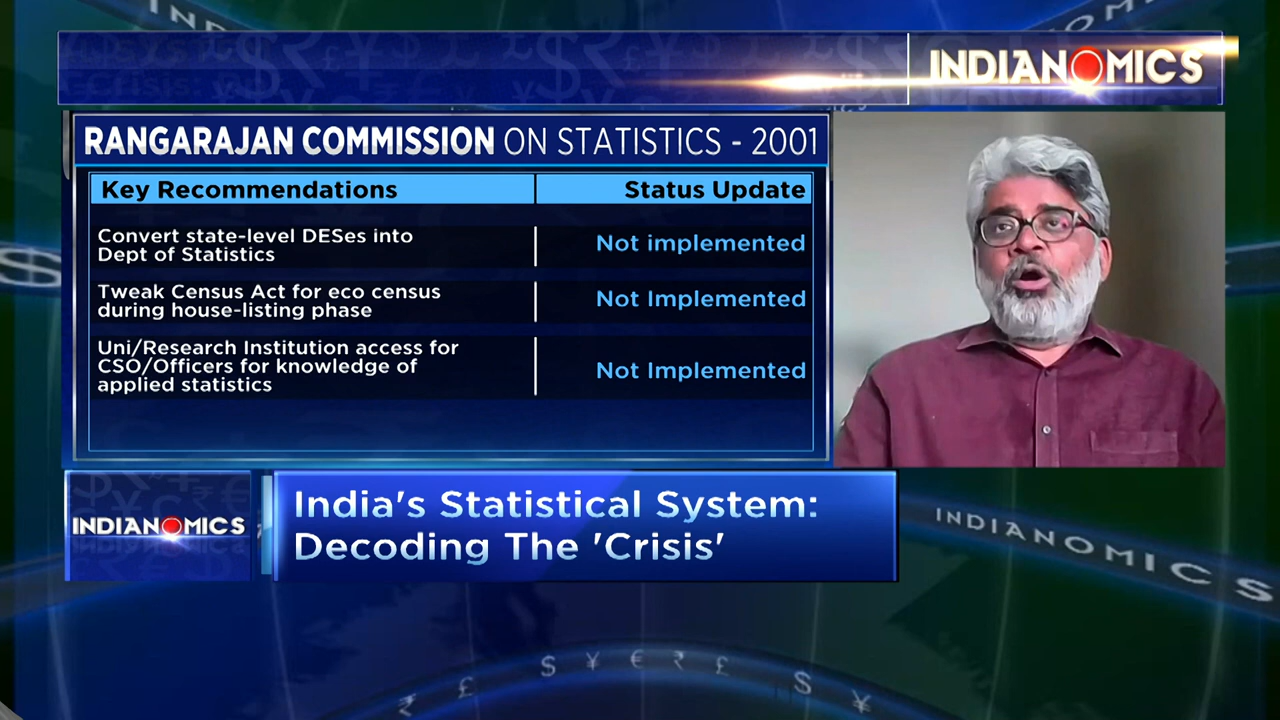 INDIANOMICS
RANGARAJAN COMMISSION ON STATISTICS - 2001
Key Recommendations Status Update
Convert state-level DESes into
Dept of Statistics
Not implemented
Tweak Census Act for eco census
during house-listing phase
Not Implemented
Uni/Research Institution access for
CSO/Officers for knowledge of
applied statistics
Not Implemented
INDIANOMICS
India's Statistical System:
Decoding The 'Crisis'
INDIANOMICS
$ ¥ € ₹ £
₹ £ $ ¥